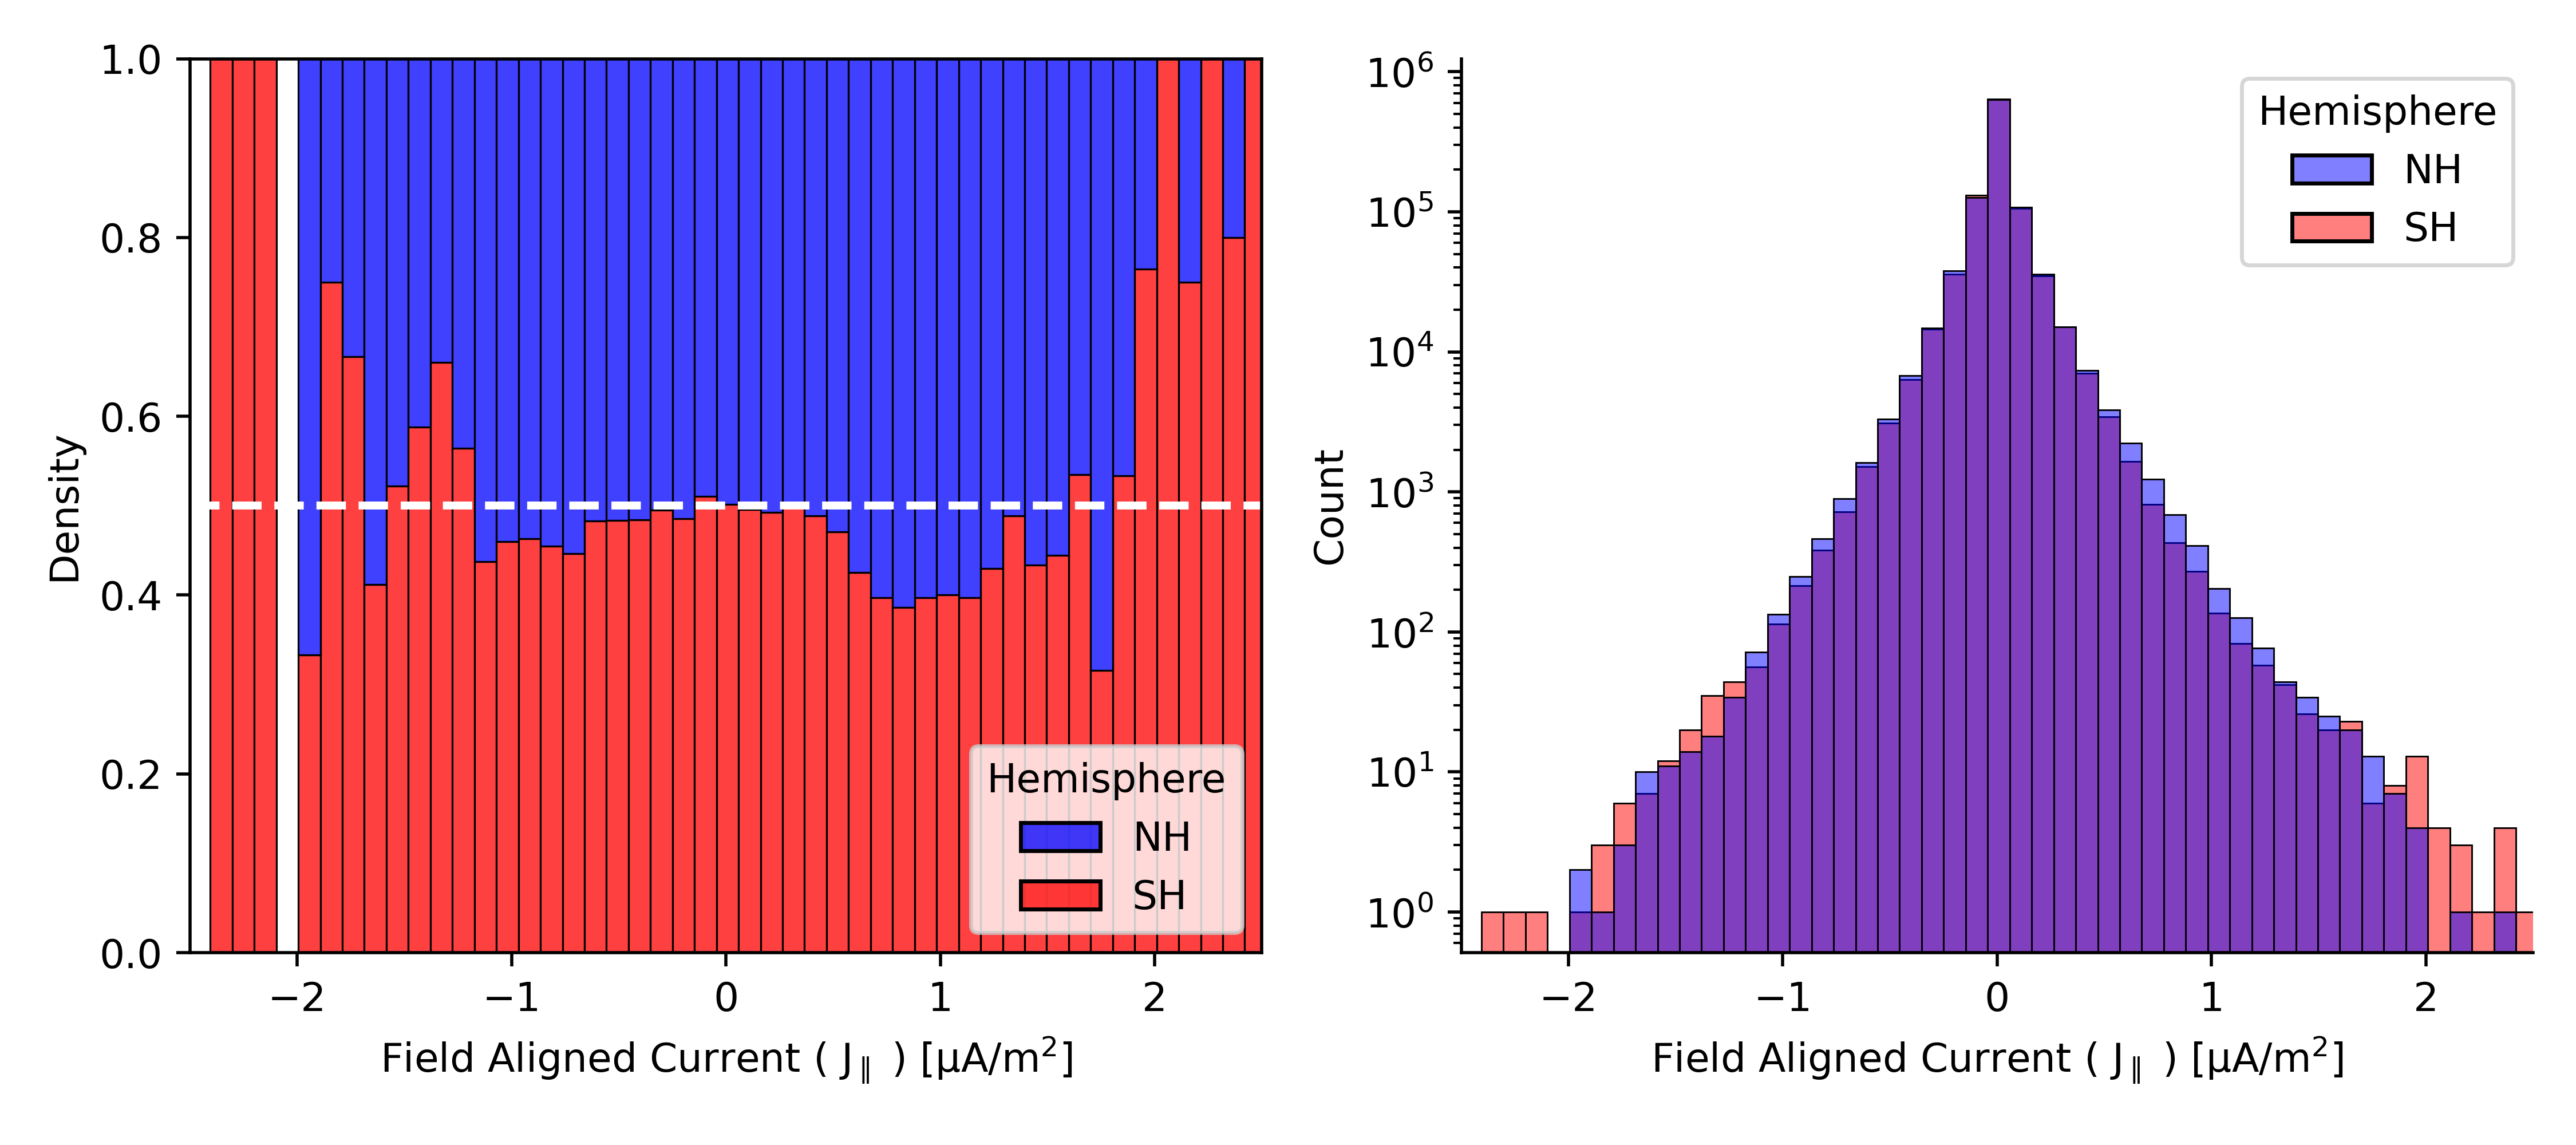 1.0
0.8
0.6
0.4
0.2
0.0
Density
−2 −1 0 1 2
Field Aligned Current ( J∥ ) [µA/m²]
Hemisphere
NH
SH
10⁶
10⁵
10⁴
10³
10²
10¹
10⁰
Count
−2 −1 0 1 2
Field Aligned Current ( J∥ ) [µA/m²]
Hemisphere
NH
SH